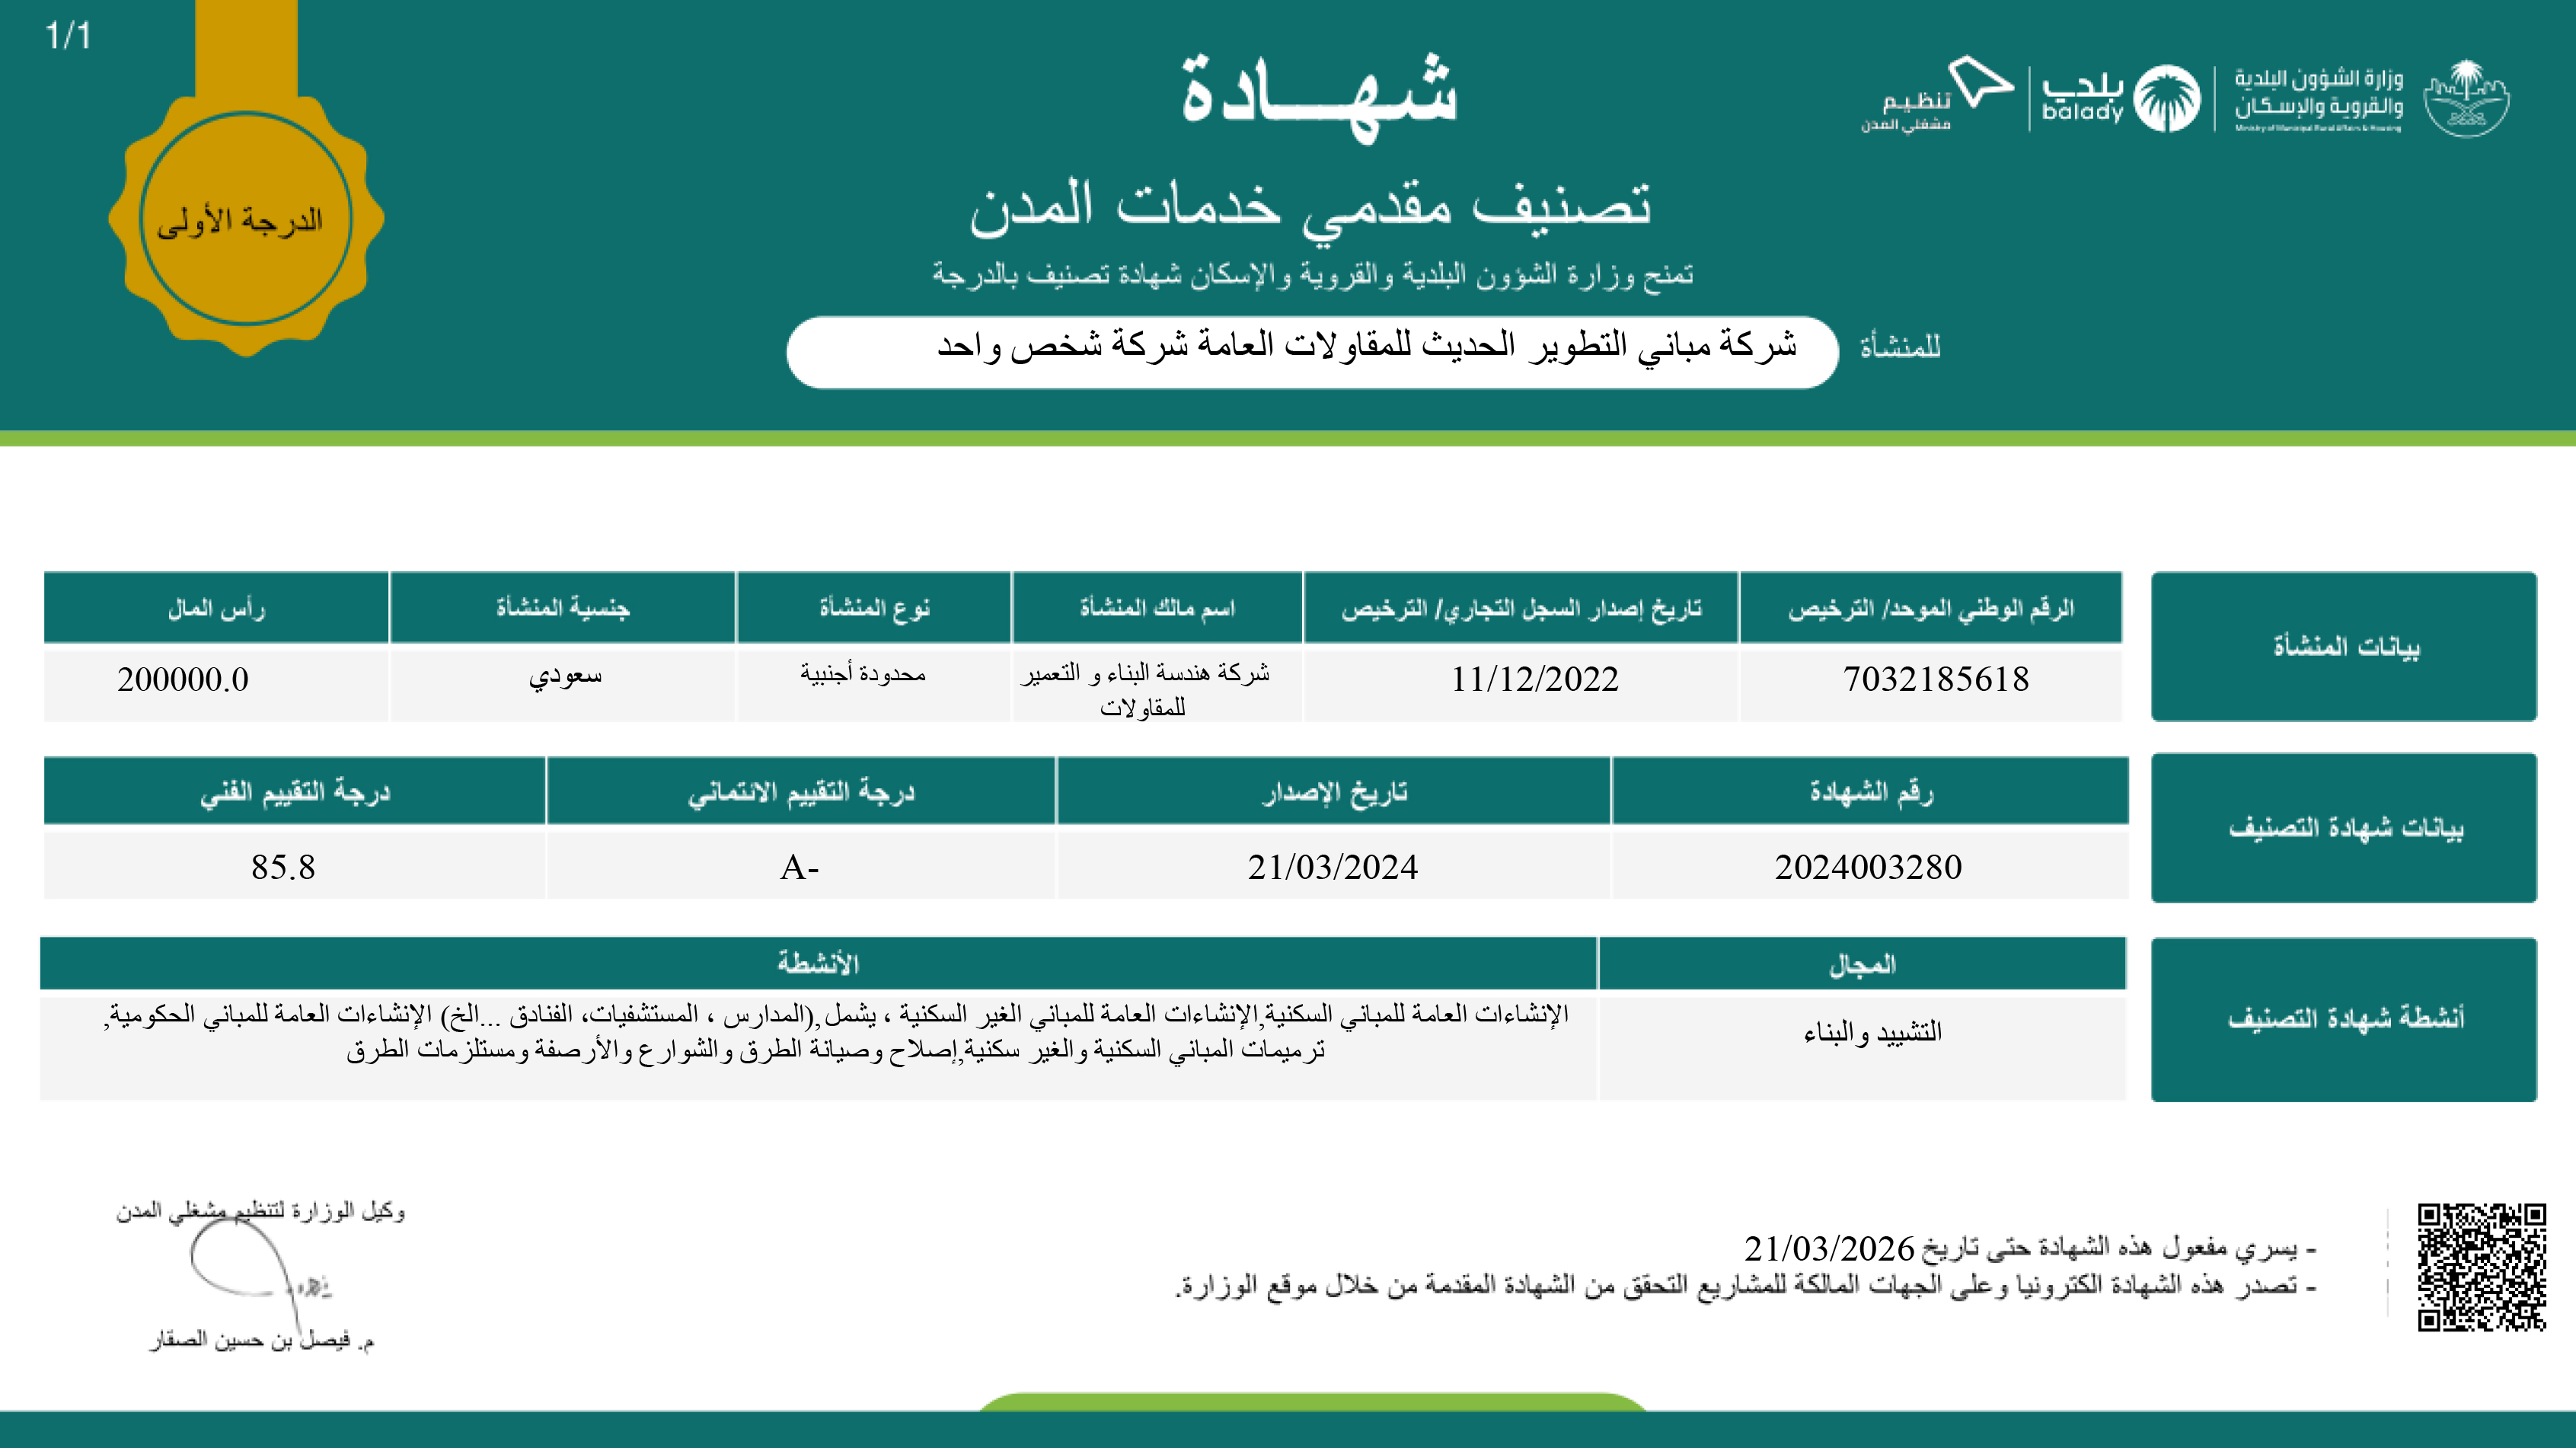 1/1
وزارة الشؤون البلدية
والقروية والإسكان
Ministry of Municipal Rural Affairs & Housing
بلدي
balady
تنظيم
مشغلي المدن
شهـــادة
الدرجة الأولى
تصنيف مقدمي خدمات المدن
تمنح وزارة الشؤون البلدية والقروية والإسكان شهادة تصنيف بالدرجة
للمنشأة شركة مباني التطوير الحديث للمقاولات العامة شركة شخص واحد
بيانات المنشأة
الرقم الوطني الموحد/ الترخيص تاريخ إصدار السجل التجاري/ الترخيص اسم مالك المنشأة نوع المنشأة جنسية المنشأة رأس المال
7032185618 11/12/2022 شركة هندسة البناء و التعمير محدودة أجنبية سعودي 200000.0
للمقاولات
بيانات شهادة التصنيف
رقم الشهادة تاريخ الإصدار درجة التقييم الائتماني درجة التقييم الفني
2024003280 21/03/2024 A- 85.8
أنشطة شهادة التصنيف
المجال الأنشطة
التشييد والبناء
الإنشاءات العامة للمباني السكنية,الإنشاءات العامة للمباني الغير السكنية ، يشمل,(المدارس ، المستشفيات، الفنادق ...الخ) الإنشاءات العامة للمباني الحكومية,
ترميمات المباني السكنية والغير سكنية,إصلاح وصيانة الطرق والشوارع والأرصفة ومستلزمات الطرق
- يسري مفعول هذه الشهادة حتى تاريخ 21/03/2026
- تصدر هذه الشهادة الكترونيا وعلى الجهات المالكة للمشاريع التحقق من الشهادة المقدمة من خلال موقع الوزارة.
وكيل الوزارة لتنظيم مشغلي المدن
م. فيصل بن حسين الصقار